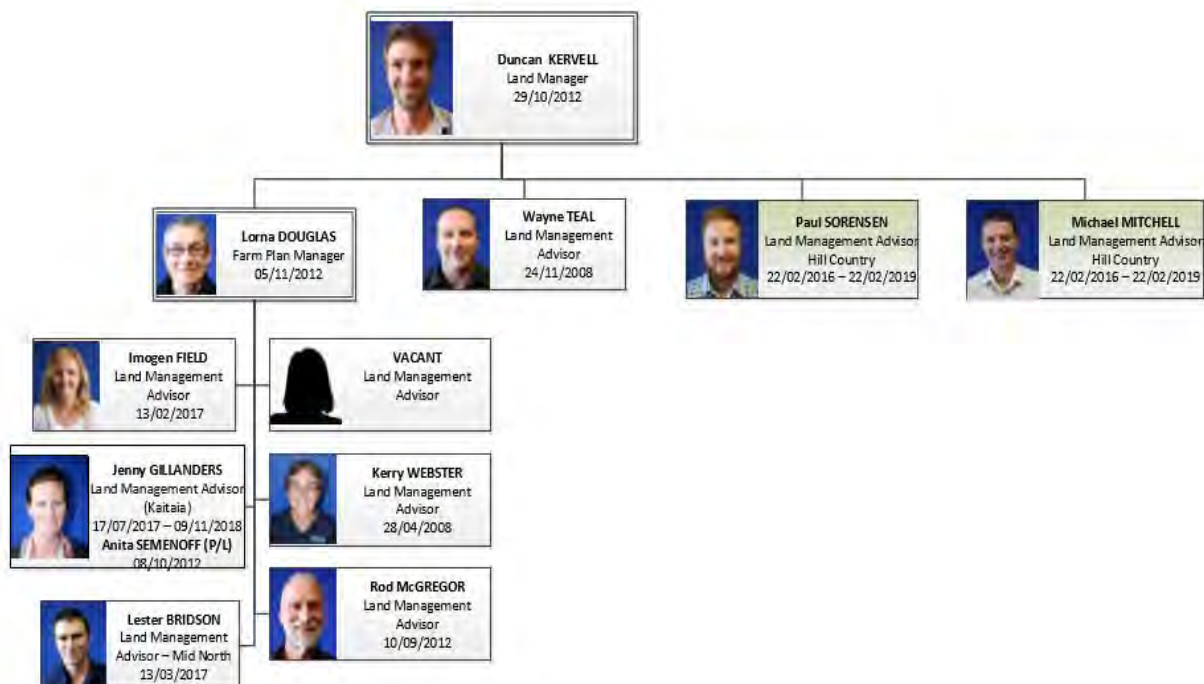 Duncan KERVELL
Land Manager
29/10/2012
Lorna DOUGLAS
Farm Plan Manager
05/11/2012
Wayne TEAL
Land Management
Advisor
24/11/2008
Paul SORENSEN
Land Management Advisor
Hill Country
22/02/2016 – 22/02/2019
Michael MITCHELL
Land Management Advisor
Hill Country
22/02/2016 – 22/02/2019
Imogen FIELD
Land Management
Advisor
13/02/2017
VACANT
Land Management
Advisor
Jenny GILLANDERS
Land Management Advisor
(Kaitaia)
17/07/2017 – 09/11/2018
Anita SEMENOFF (P/L)
08/10/2012
Kerry WEBSTER
Land Management
Advisor
28/04/2008
Lester BRIDSON
Land Management
Advisor – Mid North
13/03/2017
Rod McGREGOR
Land Management
Advisor
10/09/2012